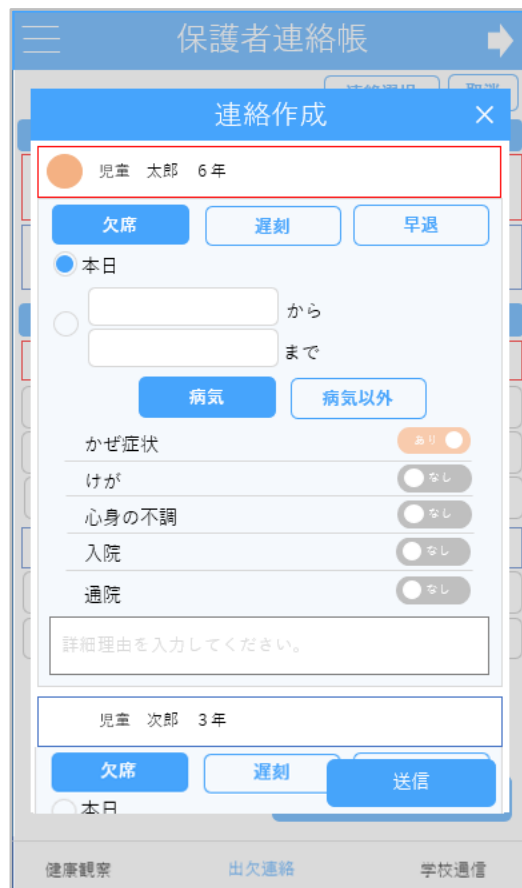 保護者連絡帳
連絡作成
児童 太郎 6年
欠席 遅刻 早退
本日
から
まで
病気 病気以外
かぜ症状 あり
けが なし
心身の不調 なし
入院 なし
通院 なし
詳細理由を入力してください。
児童 次郎 3年
欠席 遅刻
送信
本日
健康観察 出欠連絡 学校通信